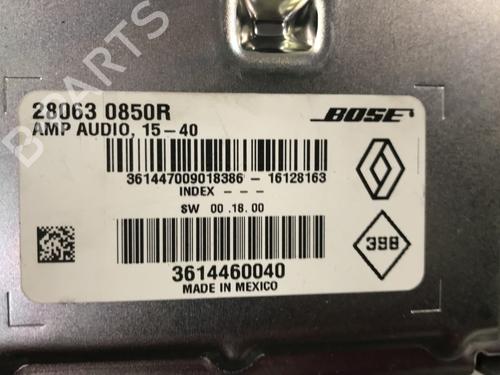 B-PARTS
28063 0850R
BOSE
AMP AUDIO, 15-40
361447009018386 - 16128163
INDEX - - -
SW 00 .18. 00
398
3614460040
MADE IN MEXICO